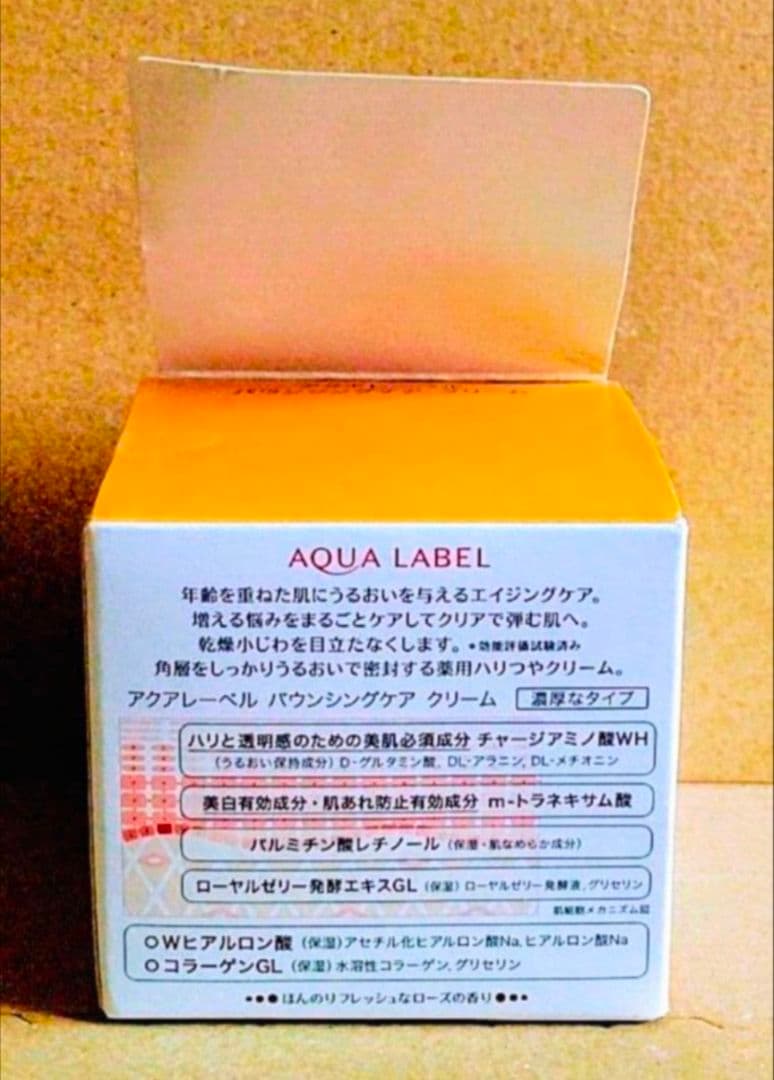 AQUA LABEL
年齢を重ねた肌にうるおいを与えるエイジングケア。
増える悩みをまるごとケアしてクリアで弾む肌へ。
乾燥小じわを目立たなくします。*効能評価試験済み
角層をしっかりうるおいで密封する薬用ハリつやクリーム。
アクアレーベル バウンシングケア クリーム 濃厚なタイプ
ハリと透明感のための美肌必須成分 チャージアミノ酸WH
(うるおい保持成分) D-グルタミン酸、DL-アラニン、DL-メチオニン
美白有効成分・肌あれ防止有効成分 m-トラネキサム酸
パルミチン酸レチノール (保湿・肌なめらか成分)
ローヤルゼリー発酵エキスGL (保湿) ローヤルゼリー発酵液、グリセリン
肌細胞メカニズム図
○Wヒアルロン酸 (保湿)アセチル化ヒアルロン酸Na、ヒアルロン酸Na
○コラーゲンGL (保湿) 水溶性コラーゲン、グリセリン
•●●ほんのりフレッシュなローズの香り●●•